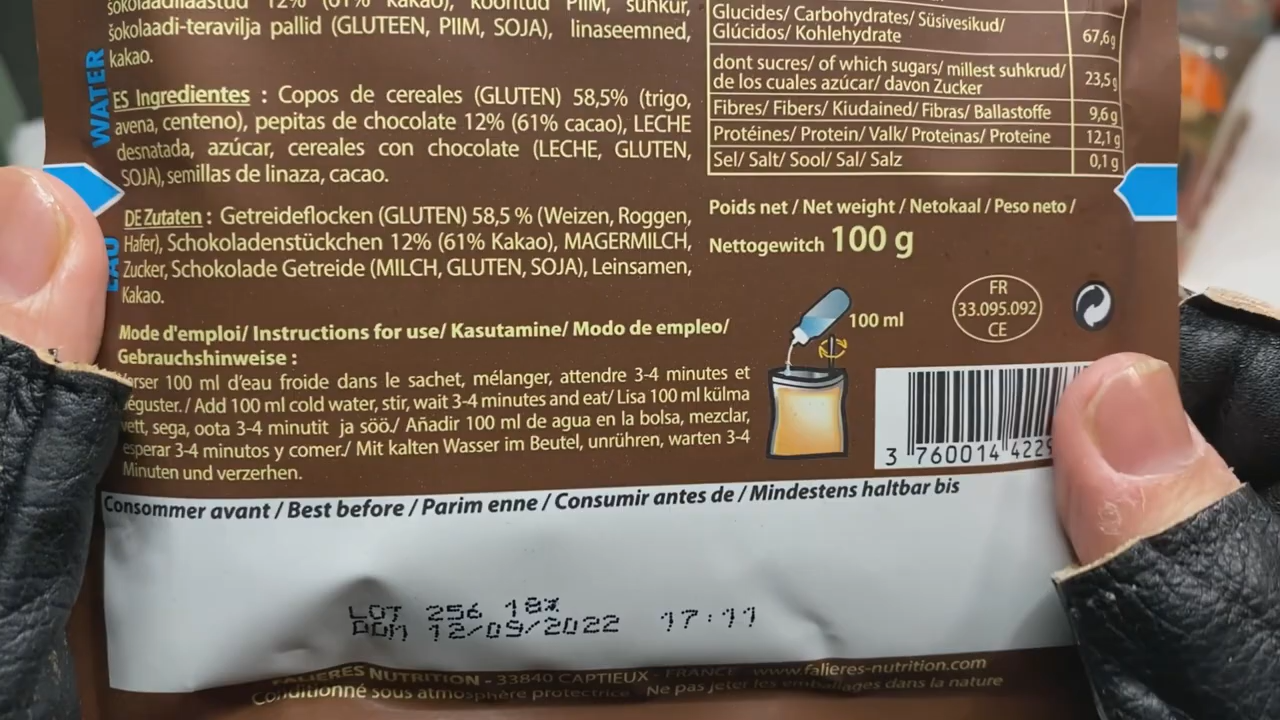 šokolaadilaastud 12% (61% kakao), kooritud PIIM, suhkur,
šokolaadi-teravilja pallid (GLUTEEN, PIIM, SOJA), linaseemned,
kakao.
WATER
ES Ingredientes : Copos de cereales (GLUTEN) 58,5% (trigo,
avena, centeno), pepitas de chocolate 12% (61% cacao), LECHE
desnatada, azúcar, cereales con chocolate (LECHE, GLUTEN,
SOJA), semillas de linaza, cacao.
EAU
DE Zutaten : Getreideflocken (GLUTEN) 58,5 % (Weizen, Roggen,
Hafer), Schokoladenstückchen 12% (61% Kakao), MAGERMILCH,
Zucker, Schokolade Getreide (MILCH, GLUTEN, SOJA), Leinsamen,
Kakao.
Mode d'emploi/ Instructions for use/ Kasutamine/ Modo de empleo/
Gebrauchshinweise :
Verser 100 ml d'eau froide dans le sachet, mélanger, attendre 3-4 minutes et
déguster. / Add 100 ml cold water, stir, wait 3-4 minutes and eat/ Lisa 100 ml külma
vett, sega, oota 3-4 minutit ja söö./ Añadir 100 ml de agua en la bolsa, mezclar,
esperar 3-4 minutos y comer./ Mit kalten Wasser im Beutel, unrühren, warten 3-4
Minuten und verzerhen.
Glucides/ Carbohydrates/ Süsivesikud/
Glúcidos/ Kohlehydrate 67,6g
dont sucres/ of which sugars/ millest suhkrud/
de los cuales azúcar/ davon Zucker 23,5g
Fibres/ Fibers/ Kiudained/ Fibras/ Ballastoffe 9,6 g
Protéines/ Protein/ Valk/ Proteinas/ Proteine 12,1 g
Sel/ Salt/ Sool/ Sal/ Salz 0,1 g
Poids net / Net weight / Netokaal / Peso neto /
Nettogewitch 100 g
100 ml
FR
33.095.092
CE
3 760014 422
Consommer avant / Best before / Parim enne / Consumir antes de / Mindestens haltbar bis
LOT 256 18%
DDM 12/09/2022 17:11
FALIERES NUTRITION - 33840 CAPTIEUX - FRANCE www.falieres-nutrition.com
Conditionné sous atmosphère protectrice Ne pas jeter les emballages dans la nature